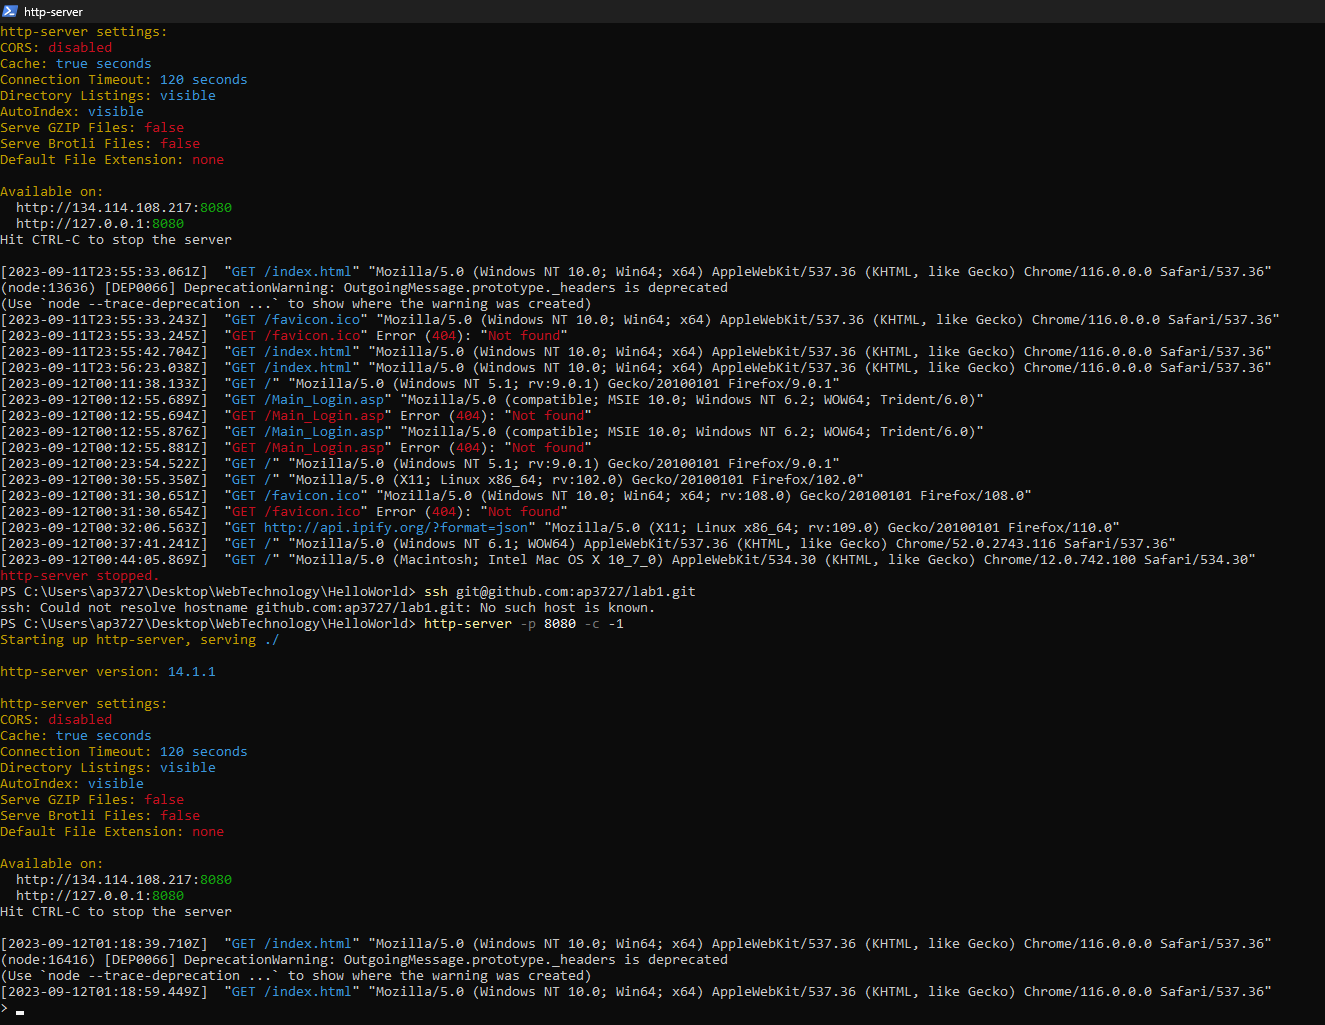 http-server
http-server settings:
CORS: disabled
Cache: true seconds
Connection Timeout: 120 seconds
Directory Listings: visible
AutoIndex: visible
Serve GZIP Files: false
Serve Brotli Files: false
Default File Extension: none
Available on:
  http://134.114.108.217:8080
  http://127.0.0.1:8080
Hit CTRL-C to stop the server
[2023-09-11T23:55:33.061Z]  "GET /index.html" "Mozilla/5.0 (Windows NT 10.0; Win64; x64) AppleWebKit/537.36 (KHTML, like Gecko) Chrome/116.0.0.0 Safari/537.36"
(node:13636) [DEP0066] DeprecationWarning: OutgoingMessage.prototype._headers is deprecated
(Use `node --trace-deprecation ...` to show where the warning was created)
[2023-09-11T23:55:33.243Z]  "GET /favicon.ico" "Mozilla/5.0 (Windows NT 10.0; Win64; x64) AppleWebKit/537.36 (KHTML, like Gecko) Chrome/116.0.0.0 Safari/537.36"
[2023-09-11T23:55:33.245Z]  "GET /favicon.ico" Error (404): "Not found"
[2023-09-11T23:55:42.704Z]  "GET /index.html" "Mozilla/5.0 (Windows NT 10.0; Win64; x64) AppleWebKit/537.36 (KHTML, like Gecko) Chrome/116.0.0.0 Safari/537.36"
[2023-09-11T23:56:23.038Z]  "GET /index.html" "Mozilla/5.0 (Windows NT 10.0; Win64; x64) AppleWebKit/537.36 (KHTML, like Gecko) Chrome/116.0.0.0 Safari/537.36"
[2023-09-12T00:11:38.133Z]  "GET /" "Mozilla/5.0 (Windows NT 5.1; rv:9.0.1) Gecko/20100101 Firefox/9.0.1"
[2023-09-12T00:12:55.689Z]  "GET /Main_Login.asp" "Mozilla/5.0 (compatible; MSIE 10.0; Windows NT 6.2; WOW64; Trident/6.0)"
[2023-09-12T00:12:55.694Z]  "GET /Main_Login.asp" Error (404): "Not found"
[2023-09-12T00:12:55.876Z]  "GET /Main_Login.asp" "Mozilla/5.0 (compatible; MSIE 10.0; Windows NT 6.2; WOW64; Trident/6.0)"
[2023-09-12T00:12:55.881Z]  "GET /Main_Login.asp" Error (404): "Not found"
[2023-09-12T00:23:54.522Z]  "GET /" "Mozilla/5.0 (Windows NT 5.1; rv:9.0.1) Gecko/20100101 Firefox/9.0.1"
[2023-09-12T00:30:55.350Z]  "GET /" "Mozilla/5.0 (X11; Linux x86_64; rv:102.0) Gecko/20100101 Firefox/102.0"
[2023-09-12T00:31:30.651Z]  "GET /favicon.ico" "Mozilla/5.0 (Windows NT 10.0; Win64; x64; rv:108.0) Gecko/20100101 Firefox/108.0"
[2023-09-12T00:31:30.654Z]  "GET /favicon.ico" Error (404): "Not found"
[2023-09-12T00:32:06.563Z]  "GET http://api.ipify.org/?format=json" "Mozilla/5.0 (X11; Linux x86_64; rv:109.0) Gecko/20100101 Firefox/110.0"
[2023-09-12T00:37:41.241Z]  "GET /" "Mozilla/5.0 (Windows NT 6.1; WOW64) AppleWebKit/537.36 (KHTML, like Gecko) Chrome/52.0.2743.116 Safari/537.36"
[2023-09-12T00:44:05.869Z]  "GET /" "Mozilla/5.0 (Macintosh; Intel Mac OS X 10_7_0) AppleWebKit/534.30 (KHTML, like Gecko) Chrome/12.0.742.100 Safari/534.30"
http-server stopped.
PS C:\Users\ap3727\Desktop\WebTechnology\HelloWorld> ssh git@github.com:ap3727/lab1.git
ssh: Could not resolve hostname github.com:ap3727/lab1.git: No such host is known.
PS C:\Users\ap3727\Desktop\WebTechnology\HelloWorld> http-server -p 8080 -c -1
Starting up http-server, serving ./
http-server version: 14.1.1
http-server settings:
CORS: disabled
Cache: true seconds
Connection Timeout: 120 seconds
Directory Listings: visible
AutoIndex: visible
Serve GZIP Files: false
Serve Brotli Files: false
Default File Extension: none
Available on:
  http://134.114.108.217:8080
  http://127.0.0.1:8080
Hit CTRL-C to stop the server
[2023-09-12T01:18:39.710Z]  "GET /index.html" "Mozilla/5.0 (Windows NT 10.0; Win64; x64) AppleWebKit/537.36 (KHTML, like Gecko) Chrome/116.0.0.0 Safari/537.36"
(node:16416) [DEP0066] DeprecationWarning: OutgoingMessage.prototype._headers is deprecated
(Use `node --trace-deprecation ...` to show where the warning was created)
[2023-09-12T01:18:59.449Z]  "GET /index.html" "Mozilla/5.0 (Windows NT 10.0; Win64; x64) AppleWebKit/537.36 (KHTML, like Gecko) Chrome/116.0.0.0 Safari/537.36"
>